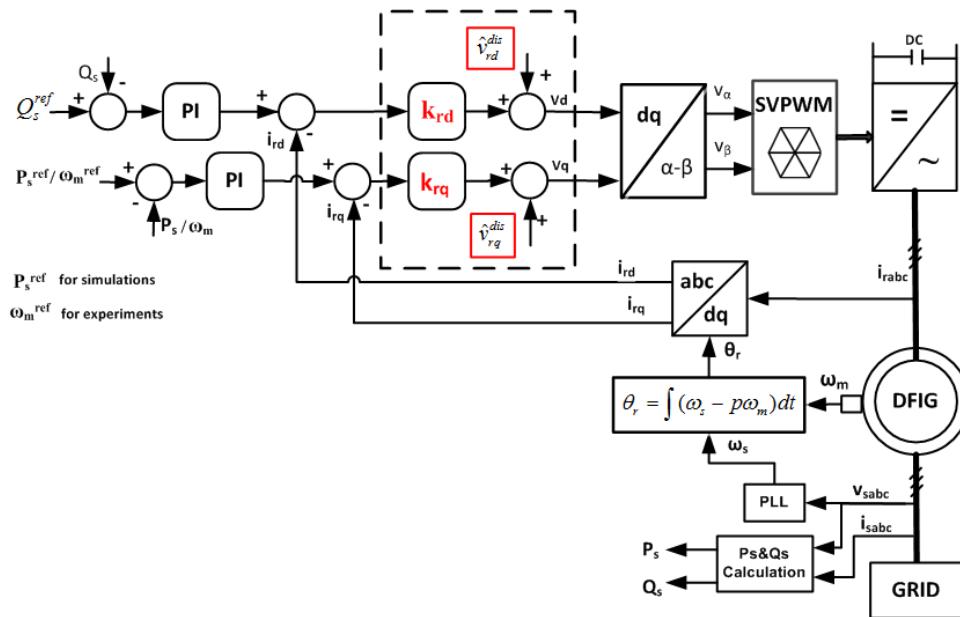 DC
v̂_rd^dis
Q_s
Q_s^ref
+
-
PI
+
-
i_rd
k_rd
+
+
v_d
dq
α-β
v_α
v_β
SVPWM
=
~
P_s^ref/ω_m^ref
+
-
P_s/ω_m
PI
+
-
i_rq
k_rq
+
+
v_q
v̂_rq^dis
P_s^ref for simulations
ω_m^ref for experiments
i_rd
i_rq
abc
dq
i_rabc
θ_r
θ_r = ∫(ω_s − pω_m)dt
ω_m
DFIG
ω_s
PLL
v_sabc
i_sabc
P_s
Q_s
Ps&Qs
Calculation
GRID